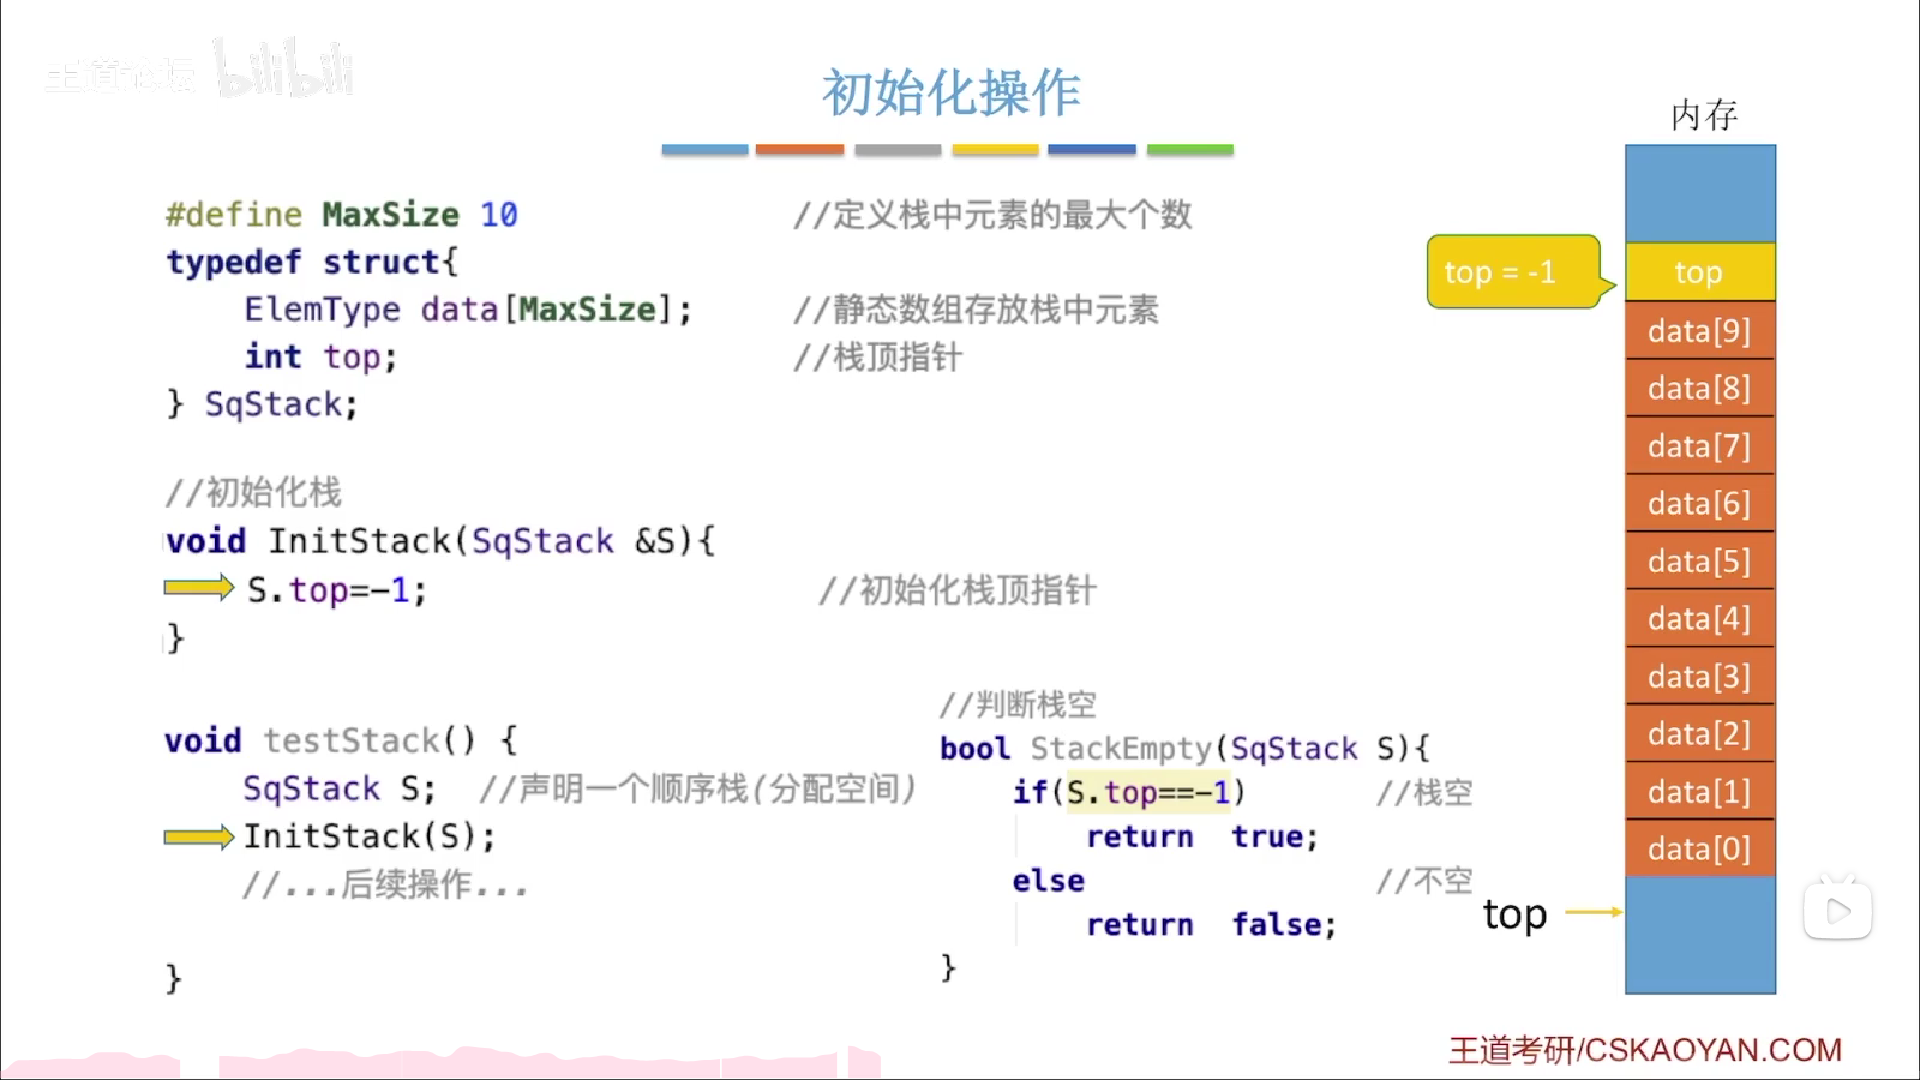 王道论坛 bilibili
初始化操作
#define MaxSize 10 //定义栈中元素的最大个数
typedef struct{
ElemType data[MaxSize]; //静态数组存放栈中元素
int top; //栈顶指针
} SqStack;
//初始化栈
void InitStack(SqStack &S){
S.top=-1; //初始化栈顶指针
}
void testStack() {
SqStack S; //声明一个顺序栈(分配空间)
InitStack(S);
//...后续操作...
}
//判断栈空
bool StackEmpty(SqStack S){
if(S.top==-1) //栈空
return true;
else //不空
return false;
}
内存
top = -1
top
data[9]
data[8]
data[7]
data[6]
data[5]
data[4]
data[3]
data[2]
data[1]
data[0]
top
王道考研/CSKAOYAN.COM